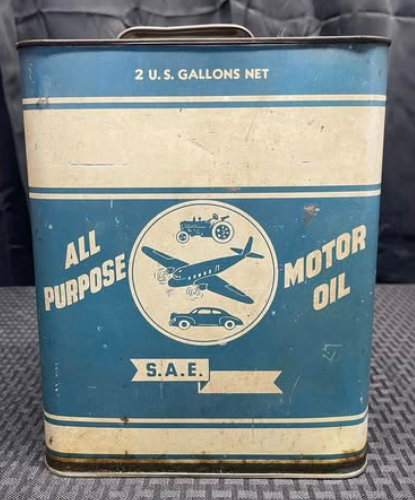 2 U.S. GALLONS NET
ALL
PURPOSE
MOTOR
OIL
S.A.E.